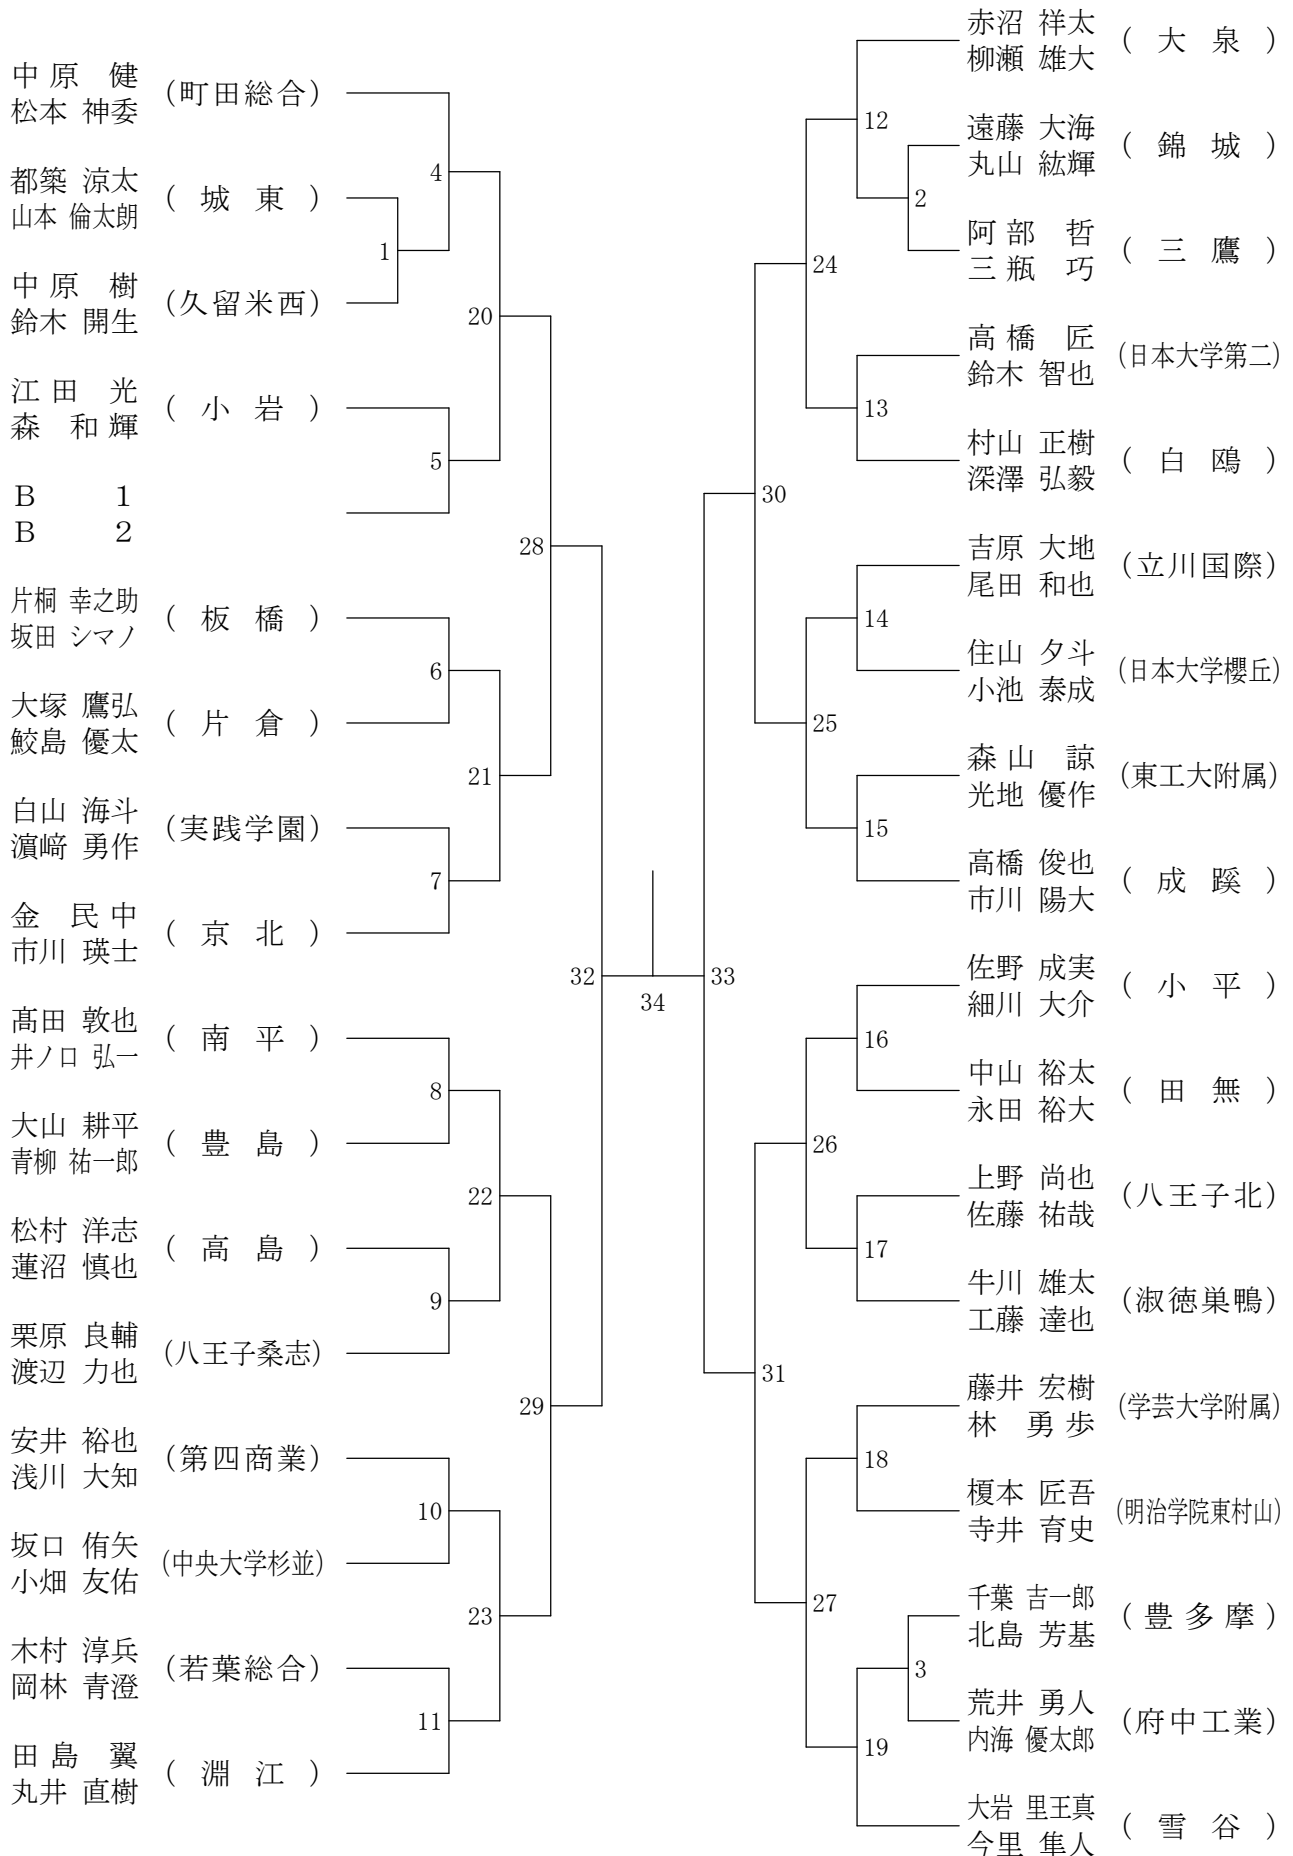 中原 健
松本 神委
(町田総合)
都築 涼太
山本 倫太朗
(城東)
中原 樹
鈴木 開生
(久留米西)
江田 光
森 和輝
(小岩)
B 1
B 2
片桐 幸之助
坂田 シマノ
(板橋)
大塚 鷹弘
鮫島 優太
(片倉)
白山 海斗
濵﨑 勇作
(実践学園)
金 民中
市川 瑛士
(京北)
髙田 敦也
井ノ口 弘一
(南平)
大山 耕平
青柳 祐一郎
(豊島)
松村 洋志
蓮沼 慎也
(高島)
栗原 良輔
渡辺 力也
(八王子桑志)
安井 裕也
浅川 大知
(第四商業)
坂口 侑矢
小畑 友佑
(中央大学杉並)
木村 淳兵
岡林 青澄
(若葉総合)
田島 翼
丸井 直樹
(淵江)
1
4
5
6
7
8
9
10
11
20
21
22
23
28
29
32
34
33
30
31
24
25
26
27
12
2
13
14
15
16
17
18
3
19
赤沼 祥太
柳瀬 雄大
(大泉)
遠藤 大海
丸山 紘輝
(錦城)
阿部 哲
三瓶 巧
(三鷹)
高橋 匠
鈴木 智也
(日本大学第二)
村山 正樹
深澤 弘毅
(白鴎)
吉原 大地
尾田 和也
(立川国際)
住山 夕斗
小池 泰成
(日本大学櫻丘)
森山 諒
光地 優作
(東工大附属)
高橋 俊也
市川 陽大
(成蹊)
佐野 成実
細川 大介
(小平)
中山 裕太
永田 裕大
(田無)
上野 尚也
佐藤 祐哉
(八王子北)
牛川 雄太
工藤 達也
(淑徳巣鴨)
藤井 宏樹
林 勇歩
(学芸大学附属)
榎本 匠吾
寺井 育史
(明治学院東村山)
千葉 吉一郎
北島 芳基
(豊多摩)
荒井 勇人
内海 優太郎
(府中工業)
大岩 里王真
今里 隼人
(雪谷)